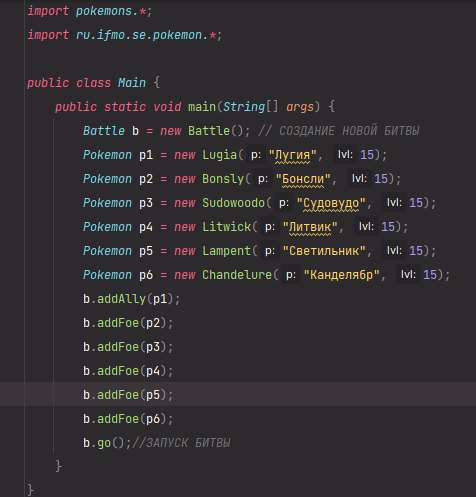 import pokemons.*;
import ru.ifmo.se.pokemon.*;
public class Main {
public static void main(String[] args) {
Battle b = new Battle(); // СОЗДАНИЕ НОВОЙ БИТВЫ
Pokemon p1 = new Lugia( p: "Лугия", lvl: 15);
Pokemon p2 = new Bonsly( p: "Бонсли", lvl: 15);
Pokemon p3 = new Sudowoodo( p: "Судовудо", lvl: 15);
Pokemon p4 = new Litwick( p: "Литвик", lvl: 15);
Pokemon p5 = new Lampent( p: "Светильник", lvl: 15);
Pokemon p6 = new Chandelure( p: "Канделябр", lvl: 15);
b.addAlly(p1);
b.addFoe(p2);
b.addFoe(p3);
b.addFoe(p4);
b.addFoe(p5);
b.addFoe(p6);
b.go();//ЗАПУСК БИТВЫ
}
}